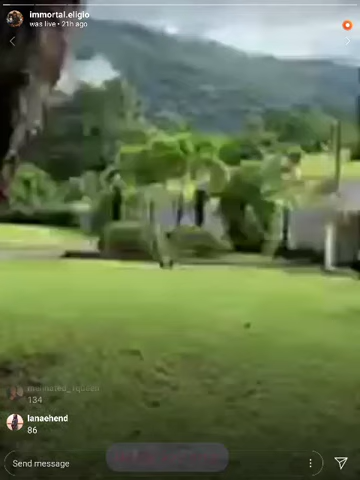 immortal.eligio
was live • 21h ago
134
lanaehend
86
Send message